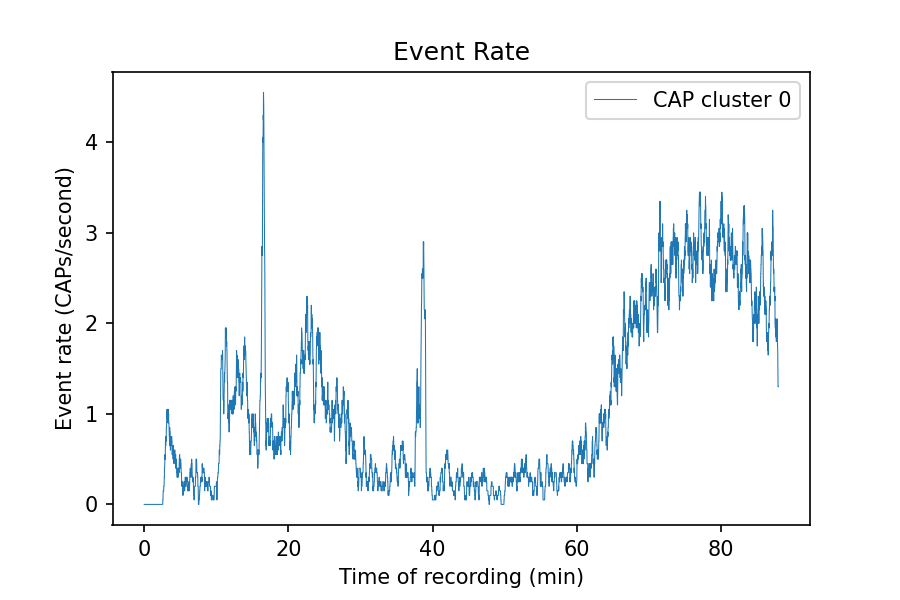 Event Rate
CAP cluster 0
Event rate (CAPs/second)
4
3
2
1
0
0 20 40 60 80
Time of recording (min)